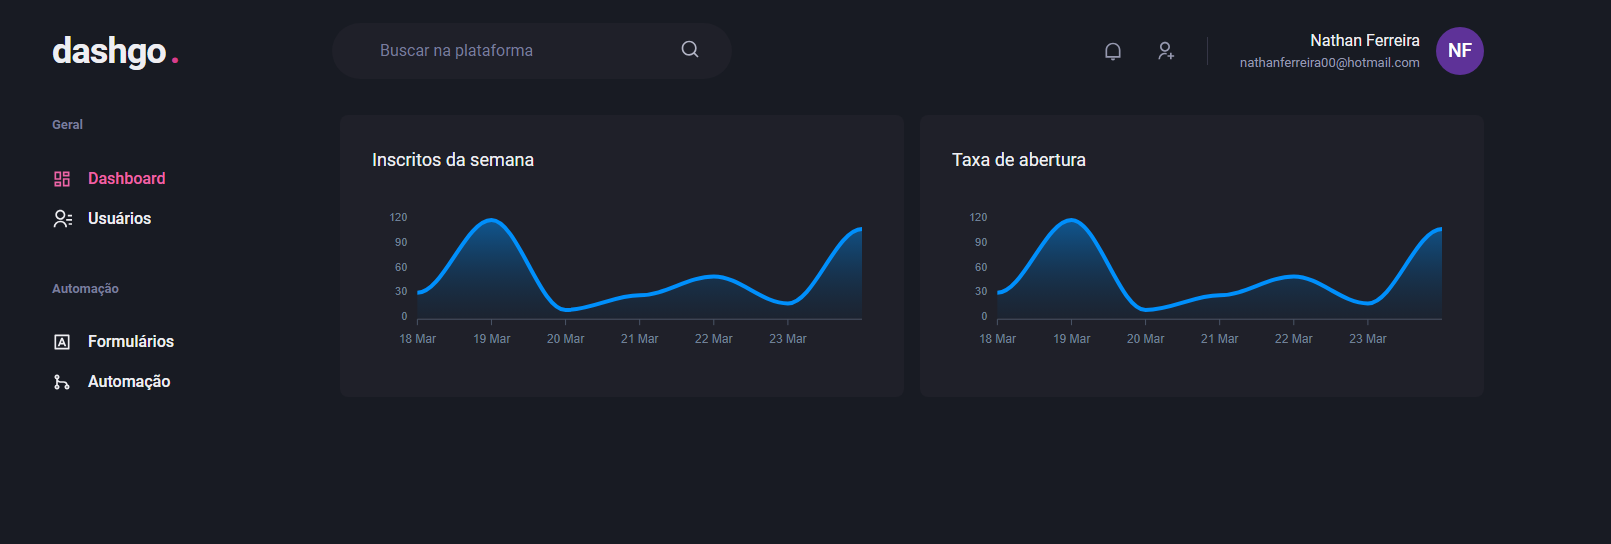 dashgo.
Buscar na plataforma
Nathan Ferreira
nathanferreira00@hotmail.com
NF
Geral
Dashboard
Usuários
Automação
Formulários
Automação
Inscritos da semana
120
90
60
30
0
18 Mar 19 Mar 20 Mar 21 Mar 22 Mar 23 Mar
Taxa de abertura
120
90
60
30
0
18 Mar 19 Mar 20 Mar 21 Mar 22 Mar 23 Mar